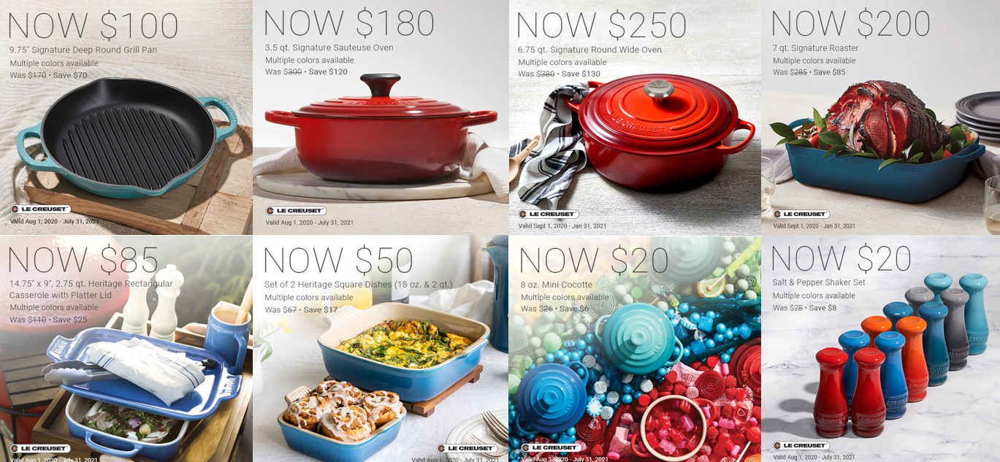 NOW $100
9.75" Signature Deep Round Grill Pan
Multiple colors available
Was $170 • Save $70
LE CREUSET
Valid Aug 1, 2020 - July 31, 2021
NOW $180
3.5 qt. Signature Sauteuse Oven
Multiple colors available
Was $300 • Save $120
LE CREUSET
Valid Aug 1, 2020 - July 31, 2021
NOW $250
6.75 qt. Signature Round Wide Oven
Multiple colors available
Was $380 • Save $130
LE CREUSET
LE CREUSET
Valid Sept 1, 2020 - Jan 31, 2021
NOW $200
7 qt. Signature Roaster
Multiple colors available
Was $285 • Save $85
LE CREUSET
Valid Sept 1, 2020 - Jan 31, 2021
NOW $85
14.75" x 9", 2.75 qt. Heritage Rectangular
Casserole with Platter Lid
Multiple colors available
Was $110 • Save $25
LE CREUSET
Valid Aug 1, 2020 - July 31, 2021
NOW $50
Set of 2 Heritage Square Dishes (18 oz. & 2 qt.)
Multiple colors available
Was $67 • Save $17
LE CREUSET
Valid Aug 1, 2020 - July 31, 2021
NOW $20
8 oz. Mini Cocotte
Multiple colors available
Was $26 • Save $6
LE CREUSET
Valid Aug 1, 2020 - July 31, 2021
NOW $20
Salt & Pepper Shaker Set
Multiple colors available
Was $28 • Save $8
LE CREUSET
Valid Aug 1, 2020 - July 31, 2021